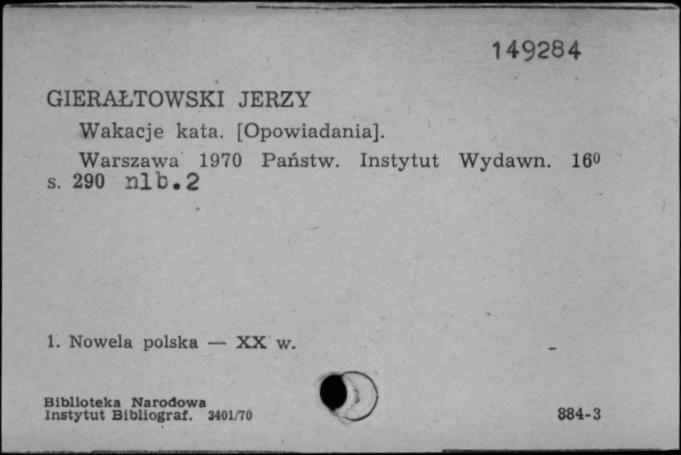 149284
GIERAŁTOWSKI JERZY
Wakacje kata. [Opowiadania].
Warszawa 1970 Państw. Instytut Wydawn. 16⁰
s. 290 nlb.2
1. Nowela polska — XX w.
Biblioteka Narodowa
Instytut Bibliograf. 3401/70
884-3